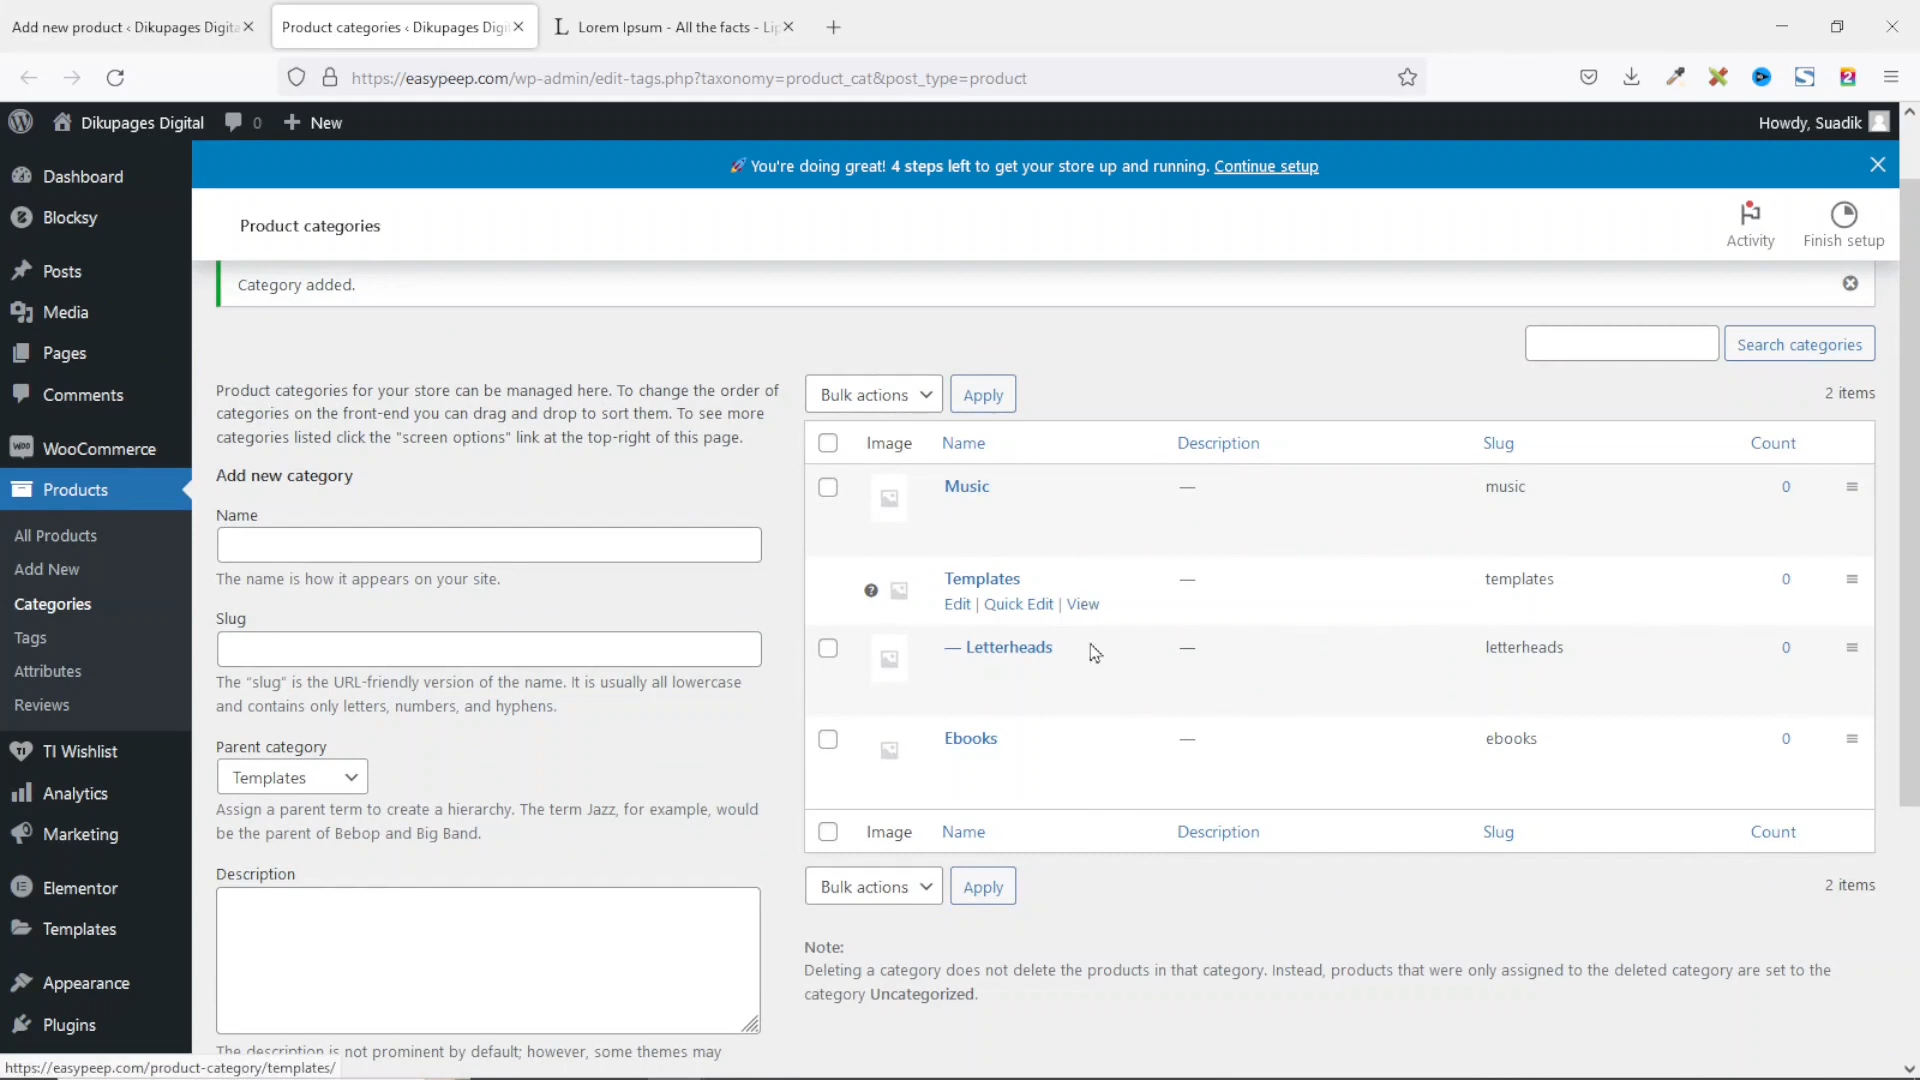 Add new product ‹ Dikupages Digita
Product categories ‹ Dikupages Digi
L Lorem Ipsum - All the facts - Lip
https://easypeep.com/wp-admin/edit-tags.php?taxonomy=product_cat&post_type=product
2
Dikupages Digital
0
New
Howdy, Suadik
🚀 You're doing great! 4 steps left to get your store up and running. Continue setup
Dashboard
Blocksy
Posts
Media
Pages
Comments
WooCommerce
Products
All Products
Add New
Categories
Tags
Attributes
Reviews
TI Wishlist
Analytics
Marketing
Elementor
Templates
Appearance
Plugins
Product categories
Activity
Finish setup
Category added.
Search categories
Product categories for your store can be managed here. To change the order of
categories on the front-end you can drag and drop to sort them. To see more
categories listed click the "screen options" link at the top-right of this page.
Add new category
Name
The name is how it appears on your site.
Slug
The “slug” is the URL-friendly version of the name. It is usually all lowercase
and contains only letters, numbers, and hyphens.
Parent category
Templates
Assign a parent term to create a hierarchy. The term Jazz, for example, would
be the parent of Bebop and Big Band.
Description
The description is not prominent by default; however, some themes may
Bulk actions
Apply
2 items
Image Name Description Slug Count
Music — music 0
Templates — templates 0
Edit | Quick Edit | View
— Letterheads — letterheads 0
Ebooks — ebooks 0
Image Name Description Slug Count
Bulk actions
Apply
2 items
Note:
Deleting a category does not delete the products in that category. Instead, products that were only assigned to the deleted category are set to the
category Uncategorized.
https://easypeep.com/product-category/templates/